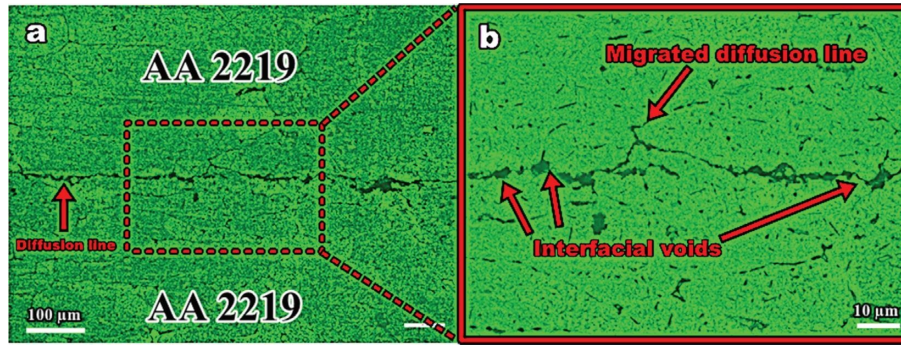 a
AA 2219
Diffusion line
AA 2219
100 µm
b
Migrated diffusion line
Interfacial voids
10 µm